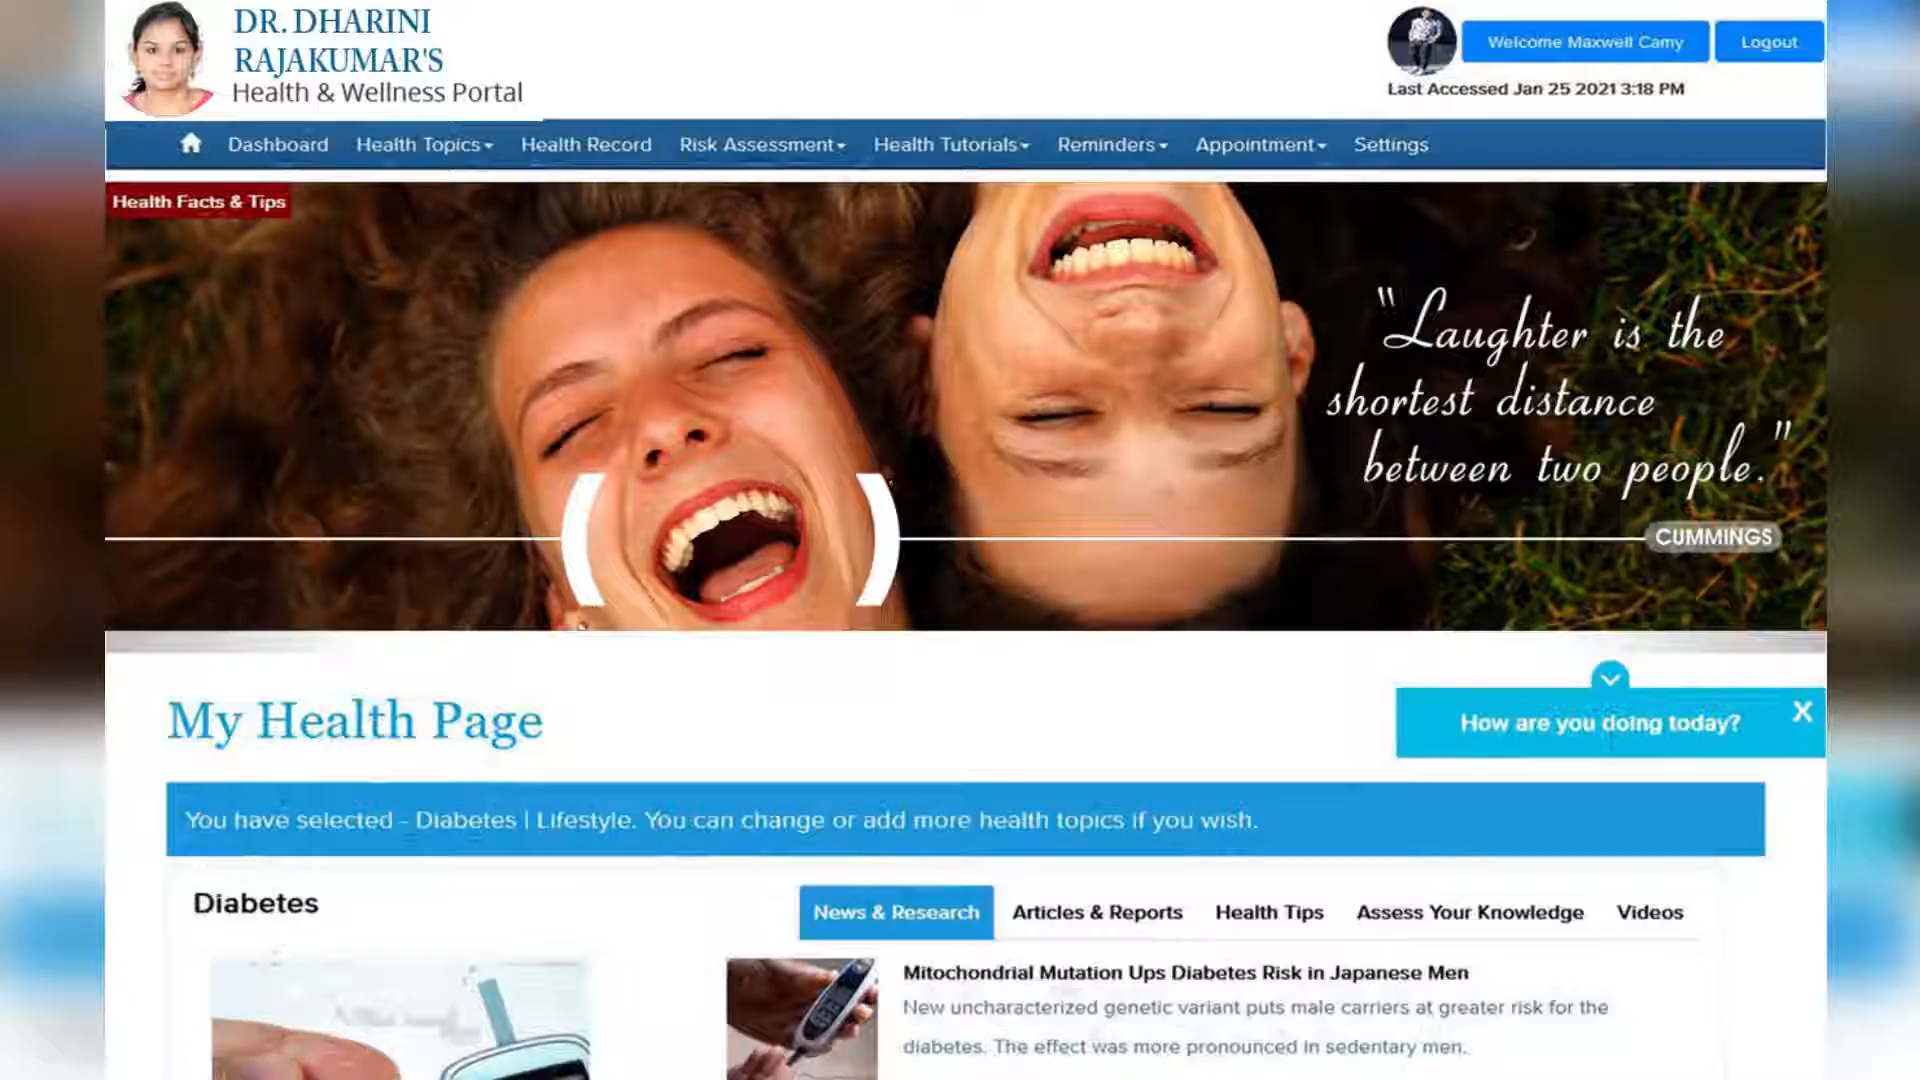 DR. DHARINI
RAJAKUMAR'S
Health & Wellness Portal
Welcome Maxwell Camy
Logout
Last Accessed Jan 25 2021 3:18 PM
Dashboard
Health Topics
Health Record
Risk Assessment
Health Tutorials
Reminders
Appointment
Settings
Health Facts & Tips
"Laughter is the
shortest distance
between two people."
CUMMINGS
My Health Page
How are you doing today?
X
You have selected - Diabetes | Lifestyle. You can change or add more health topics if you wish.
Diabetes
News & Research
Articles & Reports
Health Tips
Assess Your Knowledge
Videos
Mitochondrial Mutation Ups Diabetes Risk in Japanese Men
New uncharacterized genetic variant puts male carriers at greater risk for the
diabetes. The effect was more pronounced in sedentary men.